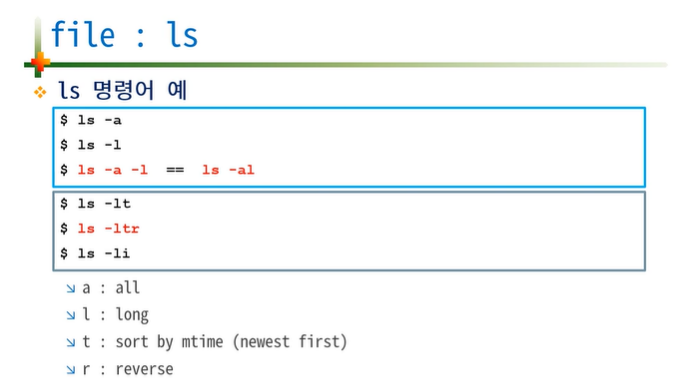 file : ls
ls 명령어 예
$ ls -a
$ ls -l
$ ls -a -l == ls -al
$ ls -lt
$ ls -ltr
$ ls -li
a : all
l : long
t : sort by mtime (newest first)
r : reverse